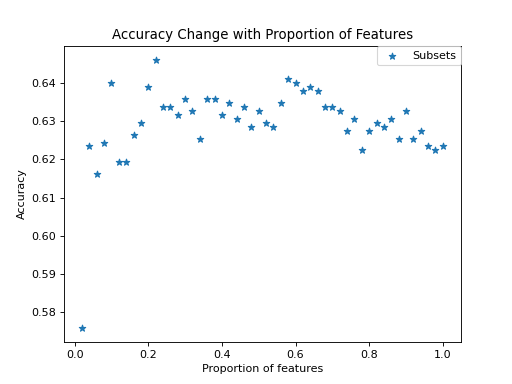 Accuracy Change with Proportion of Features
Subsets
0.64
0.63
0.62
0.61
0.60
0.59
0.58
Accuracy
0.0 0.2 0.4 0.6 0.8 1.0
Proportion of features